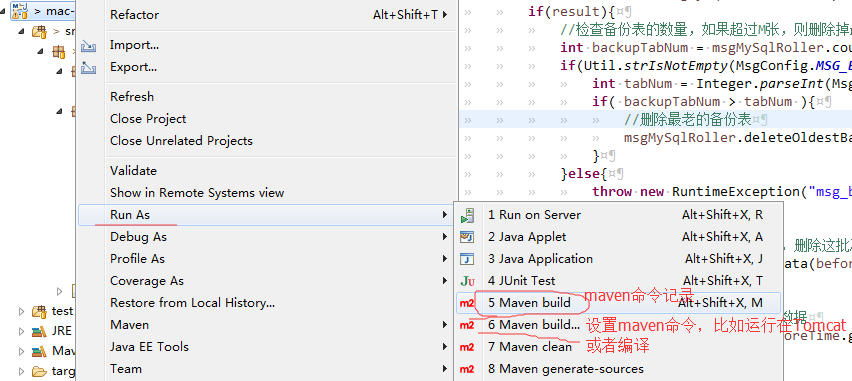 > mac-
> sr
test
JRE
Mav
targ
Refactor Alt+Shift+T
Import...
Export...
Refresh
Close Project
Close Unrelated Projects
Validate
Show in Remote Systems view
Run As
Debug As
Profile As
Coverage As
Restore from Local History...
Maven
Java EE Tools
Team
1 Run on Server Alt+Shift+X, R
2 Java Applet Alt+Shift+X, A
3 Java Application Alt+Shift+X, J
4 JUnit Test Alt+Shift+X, T
5 Maven build Alt+Shift+X, M
6 Maven build...
7 Maven clean
8 Maven generate-sources
maven命令记录
设置maven命令，比如运行在Tomcat
或者编译
if(result){¤¶
//检查备份表的数量，如果超过M张，则删除掉
int backupTabNum = msgMySqlRoller.cou
if(Util.strIsNotEmpty(MsgConfig.MSG_B
int tabNum = Integer.parseInt(Msg
if( backupTabNum > tabNum ){¤¶
//删除最老的备份表¤¶
msgMySqlRoller.deleteOldestBa
}¤¶
}else{¤¶
throw new RuntimeException("msg_b
，删除这批
ata(befor
据
oreTime.g